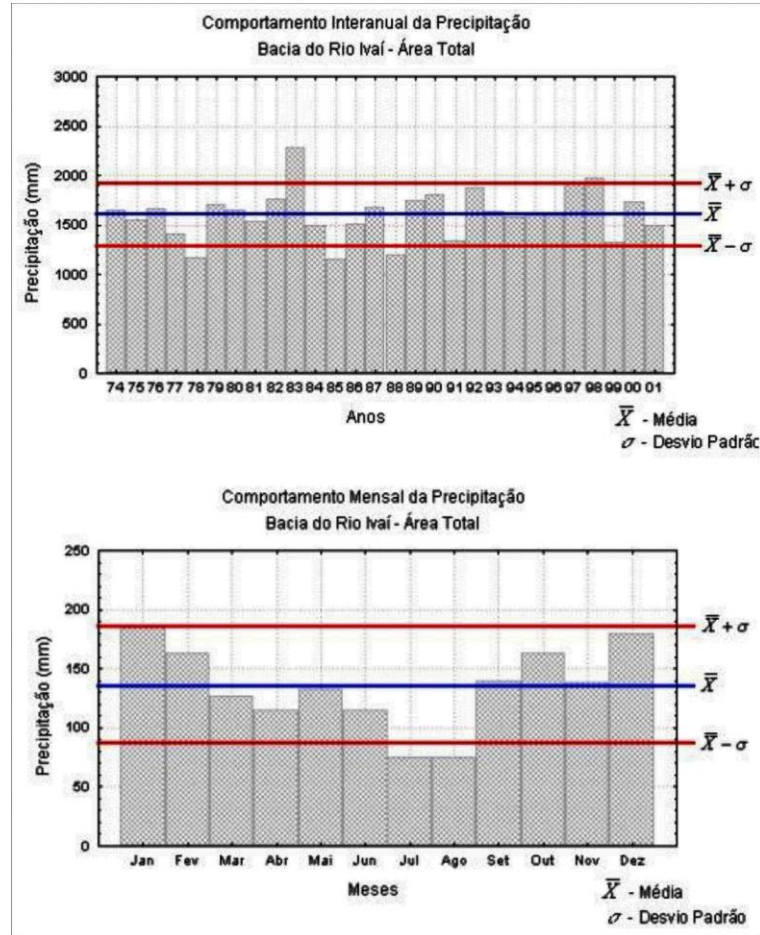 Comportamento Interanual da Precipitação
Bacia do Rio Ivaí - Área Total
Precipitação (mm)
3000
2500
2000
1500
1000
500
0
X̅ + σ
X̅
X̅ − σ
74 75 76 77 78 79 80 81 82 83 84 85 86 87 88 89 90 91 92 93 94 95 96 97 98 99 00 01
Anos
X̅ - Média
σ - Desvio Padrão
Comportamento Mensal da Precipitação
Bacia do Rio Ivaí - Área Total
Precipitação (mm)
250
200
150
100
50
0
X̅ + σ
X̅
X̅ − σ
Jan Fev Mar Abr Mai Jun Jul Ago Set Out Nov Dez
Meses
X̅ - Média
σ - Desvio Padrão